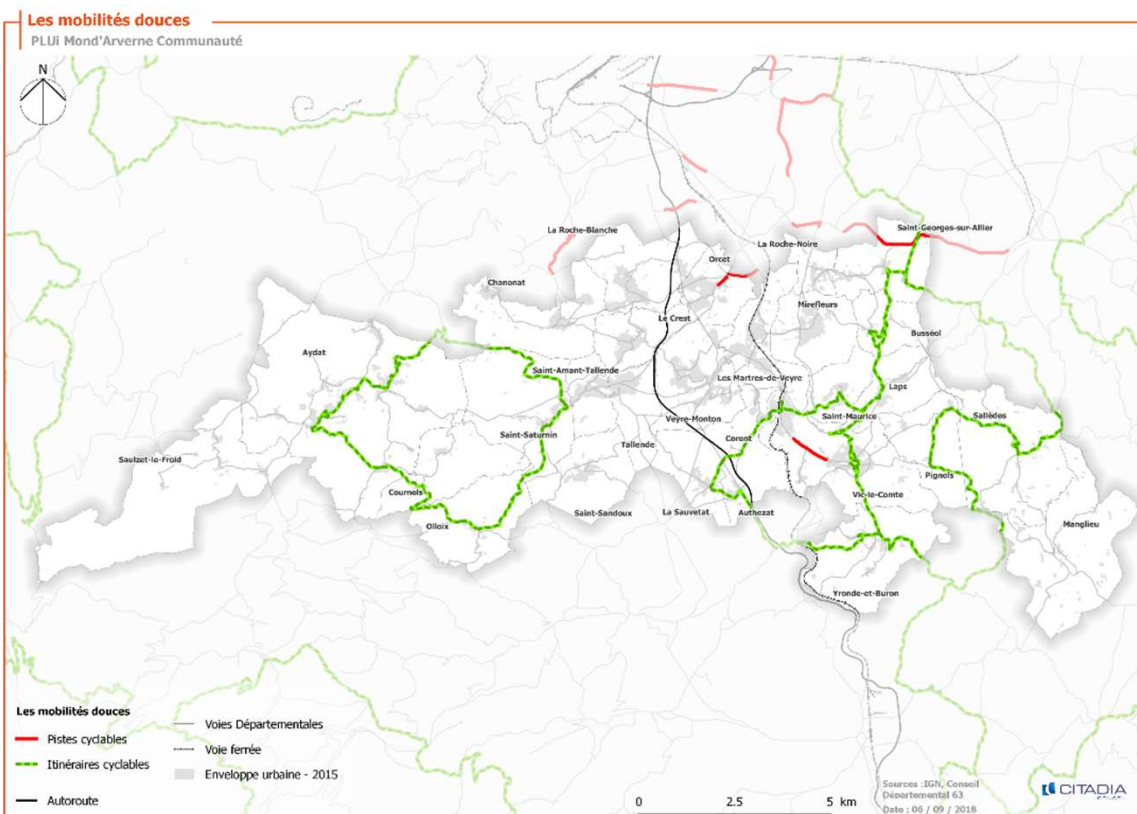 Les mobilités douces
PLUi Mond'Arverne Communauté
N
Saint-Georges-sur-Allier
La Roche-Blanche
La Roche-Noire
Orcet
Chanonat
Mirefleurs
Le Crest
Busséol
Aydat
Saint-Amant-Tallende
Les Martres-de-Veyre
Laps
Saint-Maurice
Sallèdes
Veyre-Monton
Saint-Saturnin
Corent
Tallende
Saulzet-le-Froid
Pignols
Cournols
Vic-le-Comte
Saint-Sandoux
La Sauvetat
Authezat
Olloix
Manglieu
Yronde-et-Buron
Les mobilités douces
Pistes cyclables
Itinéraires cyclables
Autoroute
Voies Départementales
Voie ferrée
Enveloppe urbaine - 2015
0 2.5 5 km
Sources : IGN, Conseil
Départemental 63
Date : 06 / 09 / 2018
CITADIA